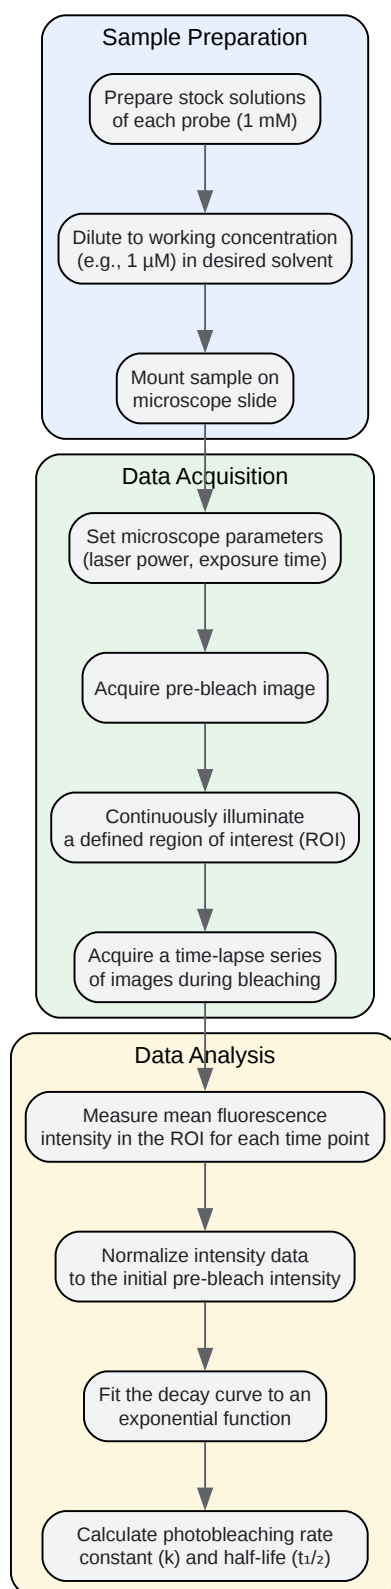 Sample Preparation
Prepare stock solutions
of each probe (1 mM)
Dilute to working concentration
(e.g., 1 µM) in desired solvent
Mount sample on
microscope slide
Data Acquisition
Set microscope parameters
(laser power, exposure time)
Acquire pre-bleach image
Continuously illuminate
a defined region of interest (ROI)
Acquire a time-lapse series
of images during bleaching
Data Analysis
Measure mean fluorescence
intensity in the ROI for each time point
Normalize intensity data
to the initial pre-bleach intensity
Fit the decay curve to an
exponential function
Calculate photobleaching rate
constant (k) and half-life (t₁/₂)